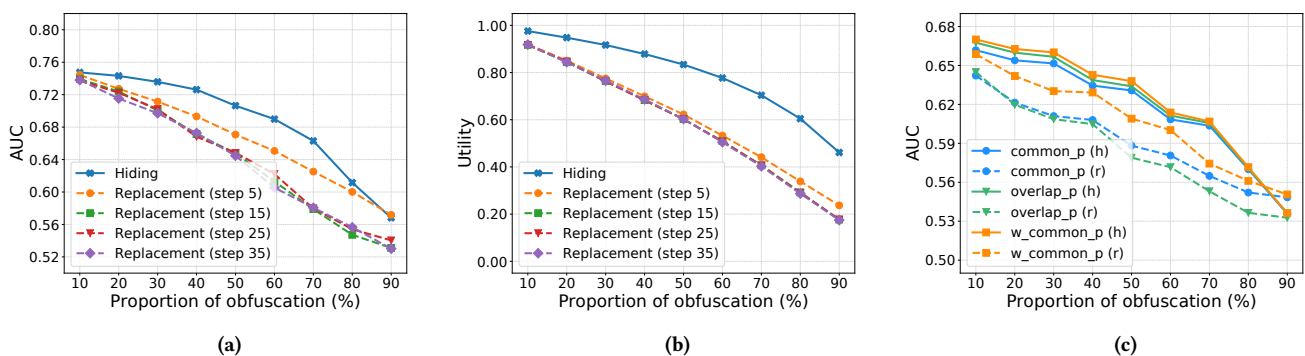 0.80
0.76
0.72
0.68
0.64
0.60
0.56
0.52
AUC
Hiding
Replacement (step 5)
Replacement (step 15)
Replacement (step 25)
Replacement (step 35)
10 20 30 40 50 60 70 80 90
Proportion of obfuscation (%)
(a)
1.00
0.80
0.60
0.40
0.20
0.00
Utility
Hiding
Replacement (step 5)
Replacement (step 15)
Replacement (step 25)
Replacement (step 35)
10 20 30 40 50 60 70 80 90
Proportion of obfuscation (%)
(b)
0.68
0.65
0.62
0.59
0.56
0.53
0.50
AUC
common_p (h)
common_p (r)
overlap_p (h)
overlap_p (r)
w_common_p (h)
w_common_p (r)
10 20 30 40 50 60 70 80 90
Proportion of obfuscation (%)
(c)